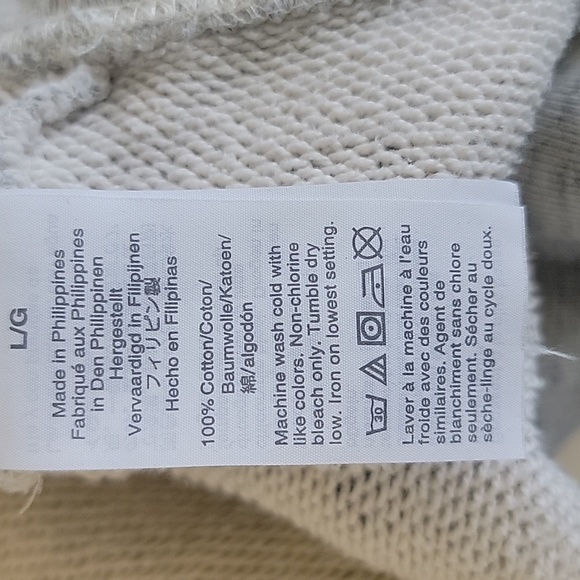 L/G
Made in Philippines
Fabriqué aux Philippines
in Den Philippinen
Hergestellt
Vervaardigd in Filipijnen
フィリピン製
Hecho en Filipinas
100% Cotton/Coton/
Baumwolle/Katoen/
綿/algodón
Machine wash cold with
like colors. Non-chlorine
bleach only. Tumble dry
low. Iron on lowest setting.
30
Laver à la machine à l'eau
froide avec des couleurs
similaires. Agent de
blanchiment sans chlore
seulement. Sécher au
sèche-linge au cycle doux.